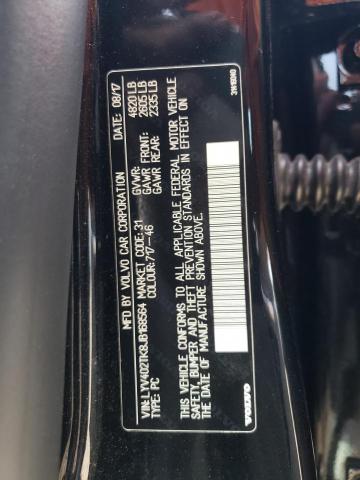 MFD BY VOLVO CAR CORPORATION DATE: 08/17
GVWR: 4820 LB
GAWR FRONT: 2605 LB
GAWR REAR: 2335 LB
VIN: LYV402TK8JB168564 MARKET CODE: 31
TYPE: PC COLOUR: 717-46
THIS VEHICLE CONFORMS TO ALL APPLICABLE FEDERAL MOTOR VEHICLE
SAFETY, BUMPER AND THEFT PREVENTION STANDARDS IN EFFECT ON
DATE OF MANUFACTURE SHOWN ABOVE.
VOLVO